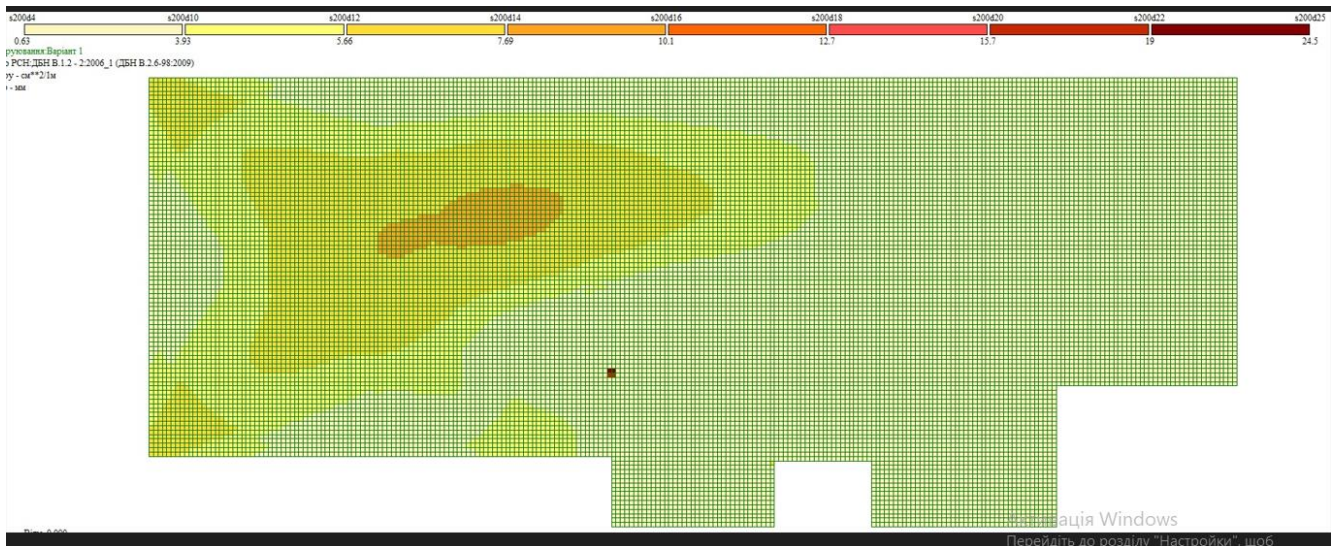 s200d4 s200d10 s200d12 s200d14 s200d16 s200d18 s200d20 s200d22 s200d25
0.63 3.93 5.66 7.69 10.1 12.7 15.7 19 24.5
Варіант 1
РСН:ДБН В.1.2 - 2:2006_1 (ДБН В.2.6-98:2009)
ру - см**2/1м
- мм
Windows
Перейдіть до розділу "Настройки", щоб